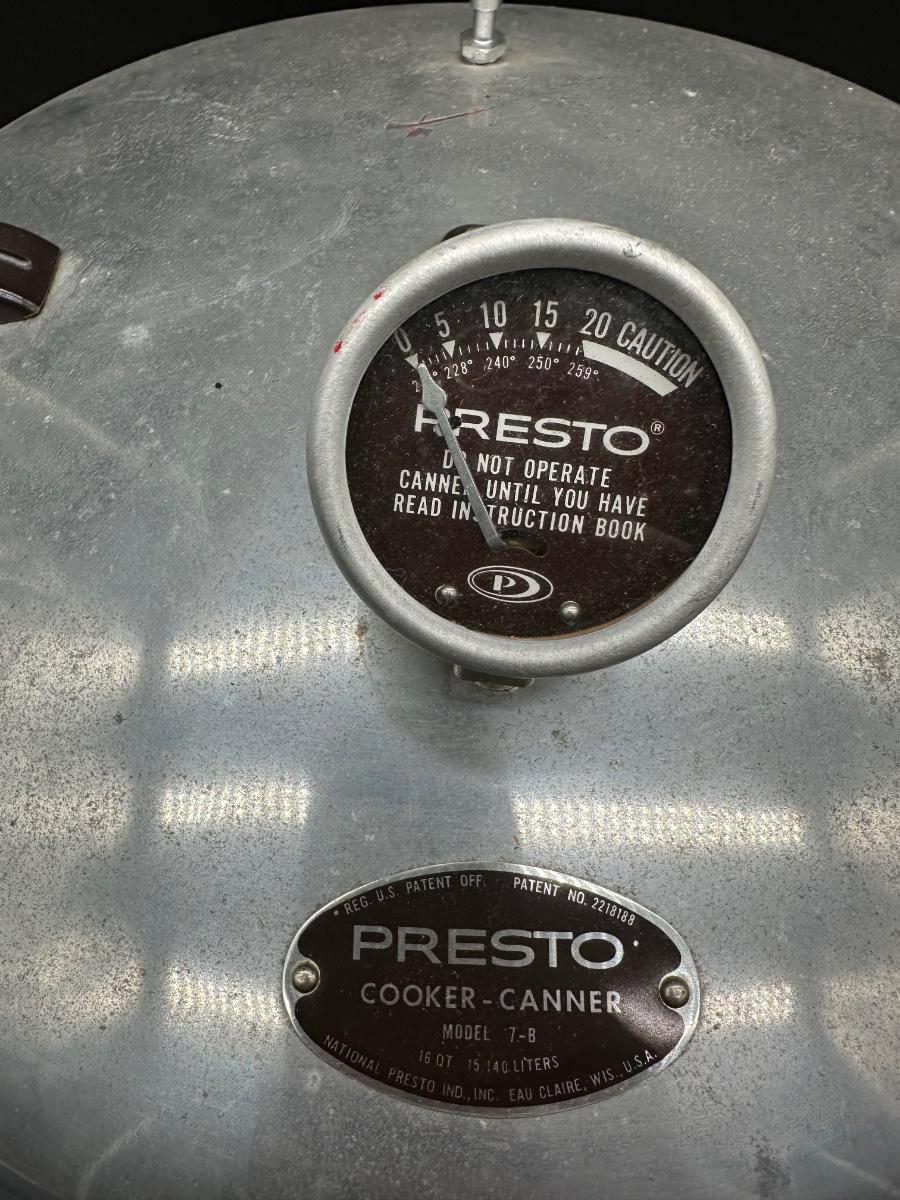 0 5 10 15 20 CAUTION
228° 240° 250° 259°
PRESTO®
DO NOT OPERATE
CANNER UNTIL YOU HAVE
READ INSTRUCTION BOOK
P
REG. U.S. PATENT OFF. PATENT NO. 2218188
PRESTO
COOKER-CANNER
MODEL 7-B
16 QT 15.140 LITERS
NATIONAL PRESTO IND., INC. EAU CLAIRE, WIS., U.S.A.